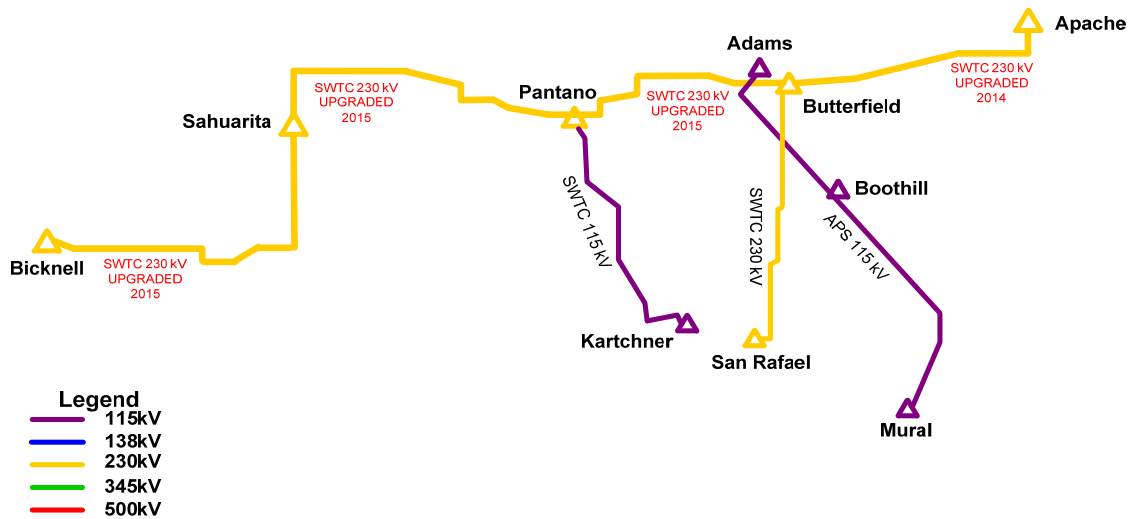 Apache
Adams
SWTC 230 kV
UPGRADED
2014
SWTC 230 kV
UPGRADED
2015
Pantano
SWTC 230 kV
UPGRADED
2015
Butterfield
Sahuarita
Boothill
SWTC 115 kV
SWTC 230 kV
APS 115 kV
Bicknell
SWTC 230 kV
UPGRADED
2015
Kartchner
San Rafael
Mural
Legend
115kV
138kV
230kV
345kV
500kV